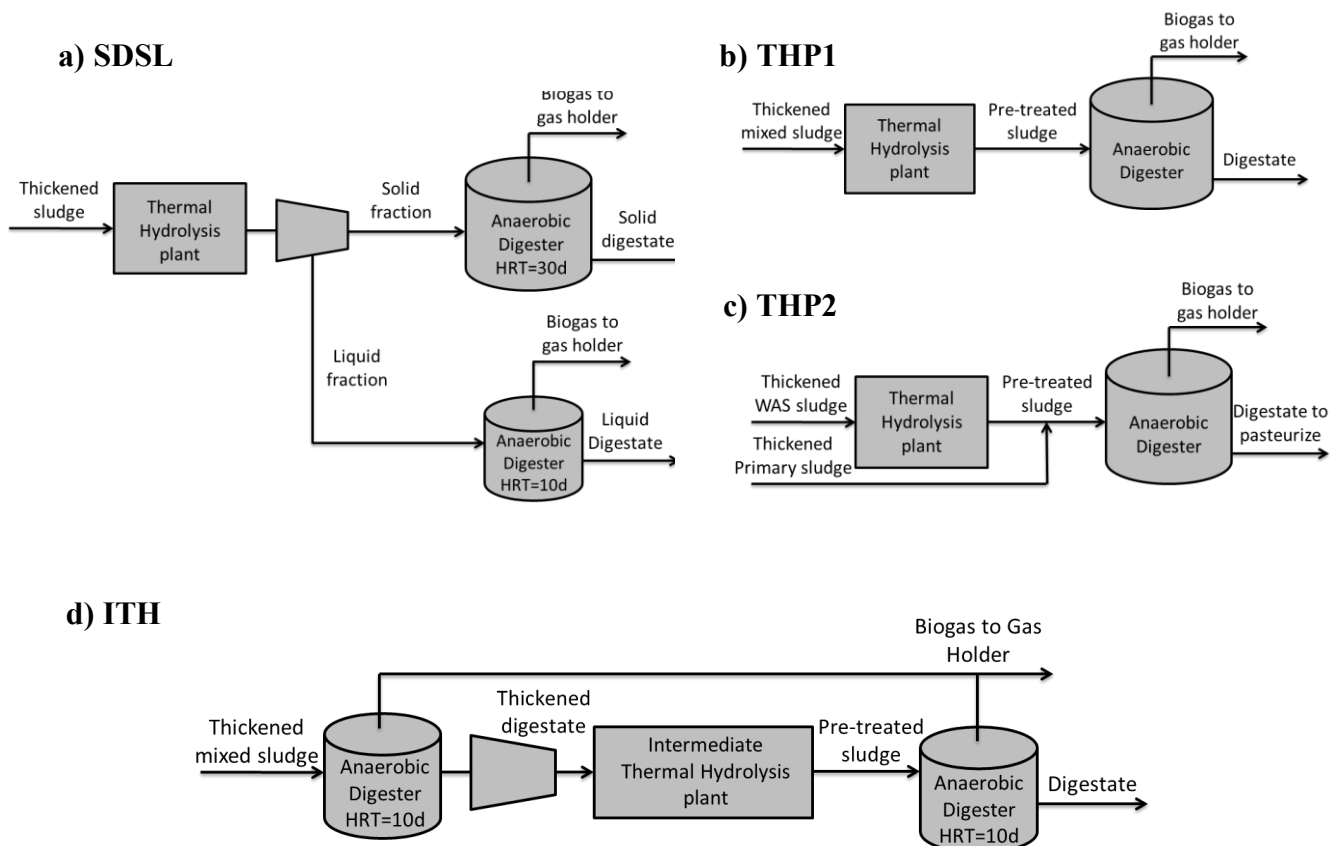 a) SDSL
Biogas to
gas holder
Thickened
sludge
Thermal
Hydrolysis
plant
Solid
fraction
Anaerobic
Digester
HRT=30d
Solid
digestate
Liquid
fraction
Biogas to
gas holder
Anaerobic
Digester
HRT=10d
Liquid
Digestate
b) THP1
Biogas to
gas holder
Thickened
mixed sludge
Thermal
Hydrolysis
plant
Pre-treated
sludge
Anaerobic
Digester
Digestate
c) THP2
Biogas to
gas holder
Thickened
WAS sludge
Thickened
Primary sludge
Thermal
Hydrolysis
plant
Pre-treated
sludge
Anaerobic
Digester
Digestate to
pasteurize
d) ITH
Biogas to Gas
Holder
Thickened
mixed sludge
Anaerobic
Digester
HRT=10d
Thickened
digestate
Intermediate
Thermal Hydrolysis
plant
Pre-treated
sludge
Anaerobic
Digester
HRT=10d
Digestate